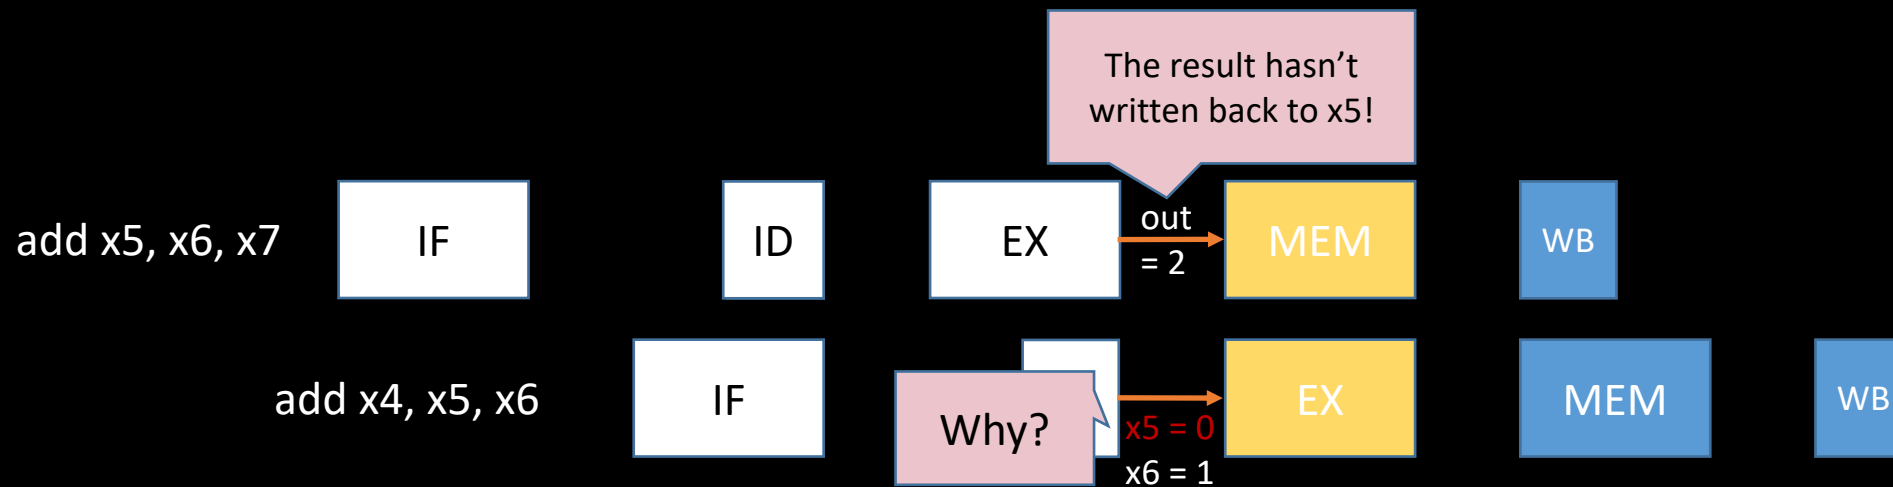 The result hasn't
written back to x5!
add x5, x6, x7
IF
ID
EX
out
= 2
MEM
WB
add x4, x5, x6
IF
Why?
x5 = 0
x6 = 1
EX
MEM
WB